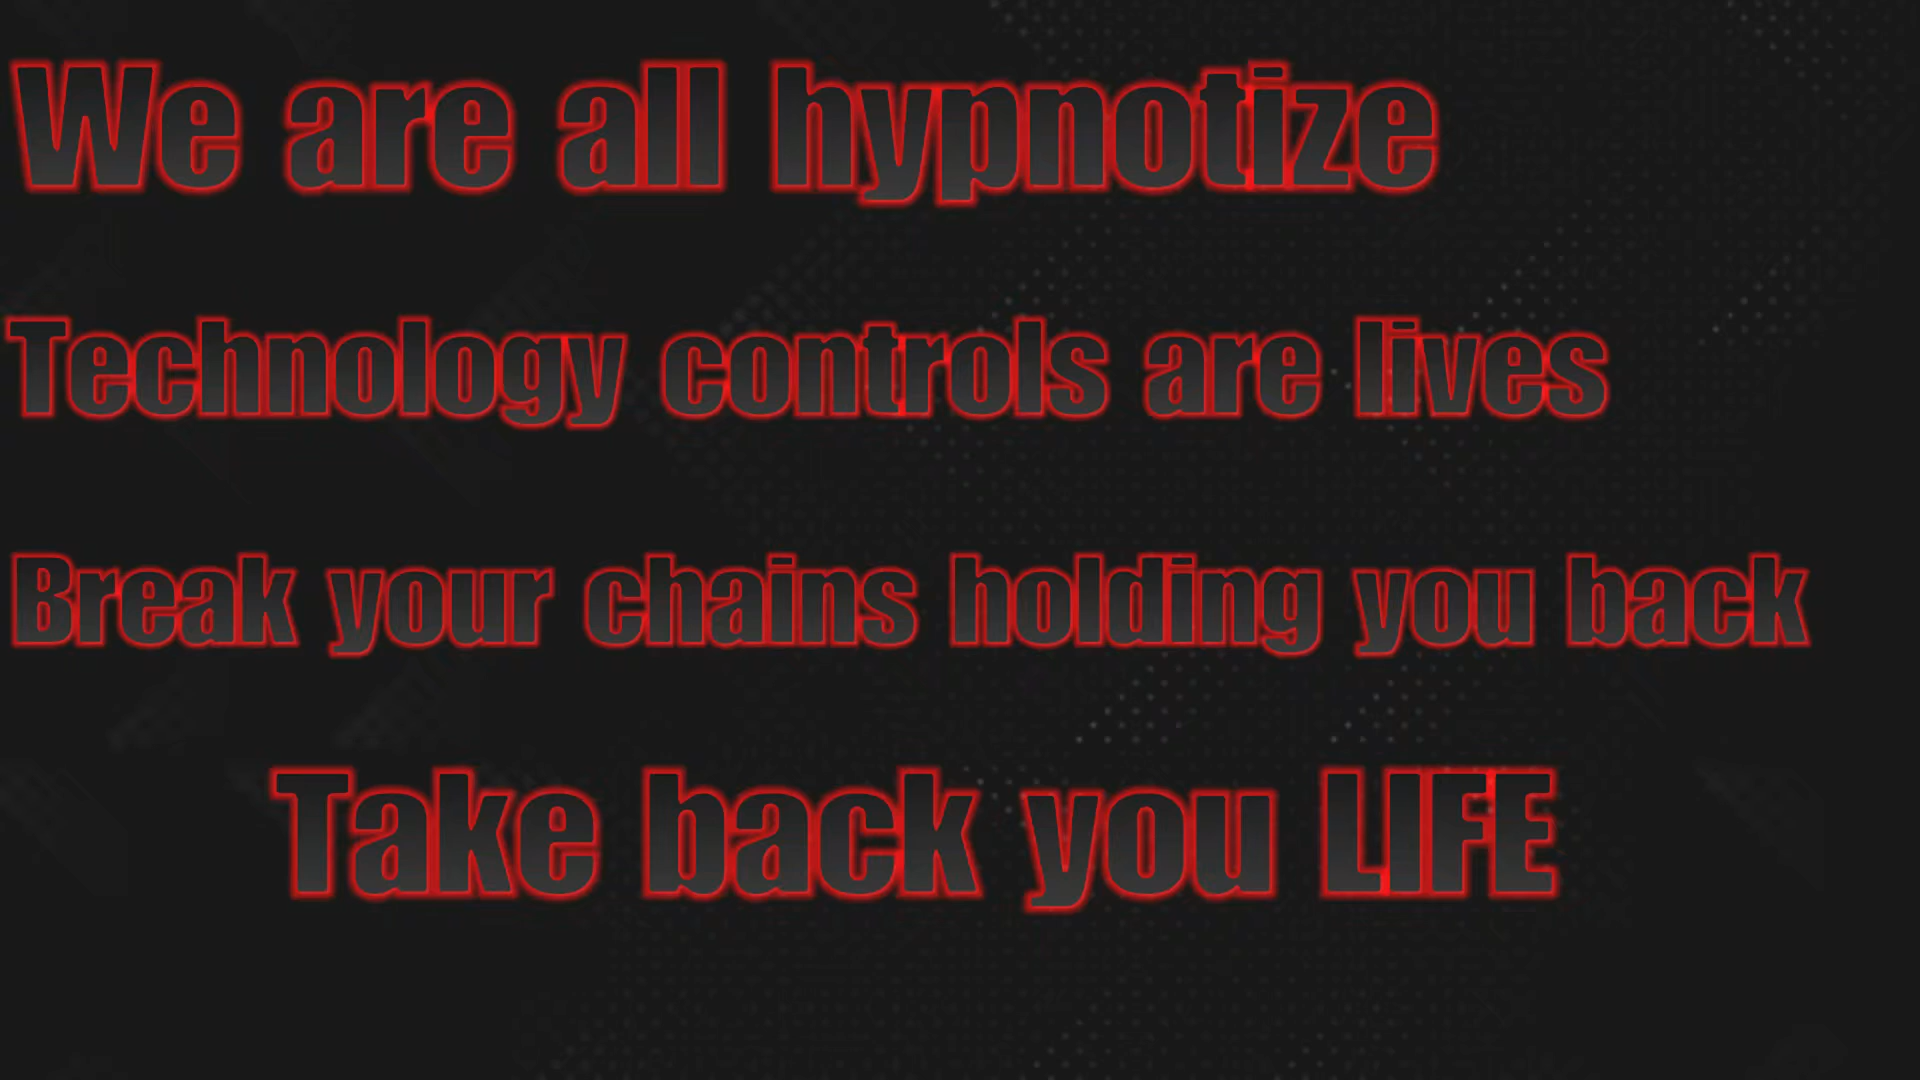 We are all hypnotize
Technology controls are lives
Break your chains holding you back
Take back you LIFE